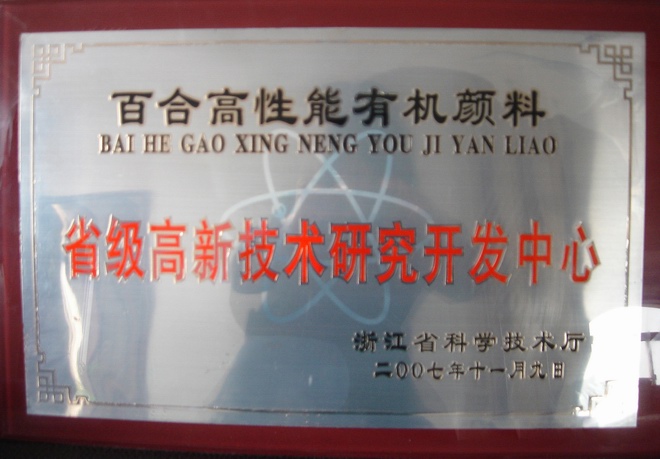 百合高性能有机颜料
BAI HE GAO XING NENG YOU JI YAN LIAO
省级高新技术研究开发中心
浙江省科学技术厅
二〇〇七年十一月九日